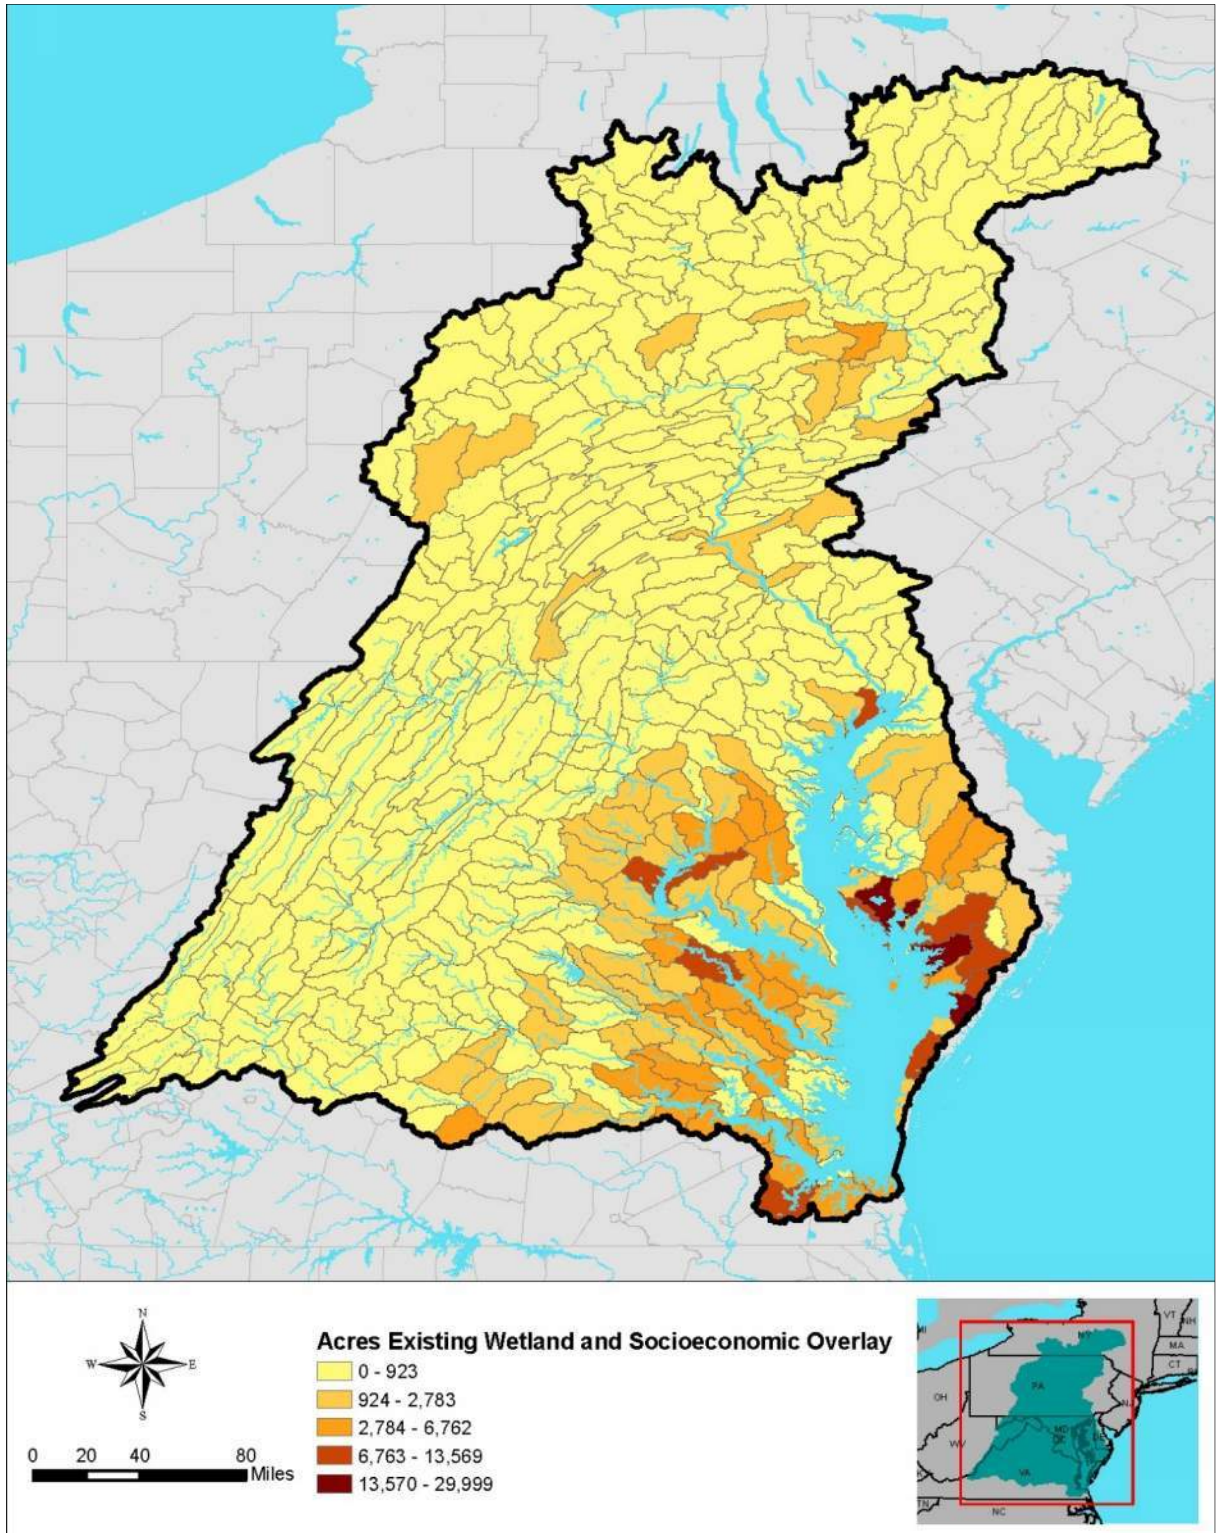 N
W E
S
0 20 40 80
Miles
Acres Existing Wetland and Socioeconomic Overlay
0 - 923
924 - 2,783
2,784 - 6,762
6,763 - 13,569
13,570 - 29,999
VT
NH
MI
NY
MA
CT
PA
OH
NJ
MD
DC
DE
WV
VA
TN
NC